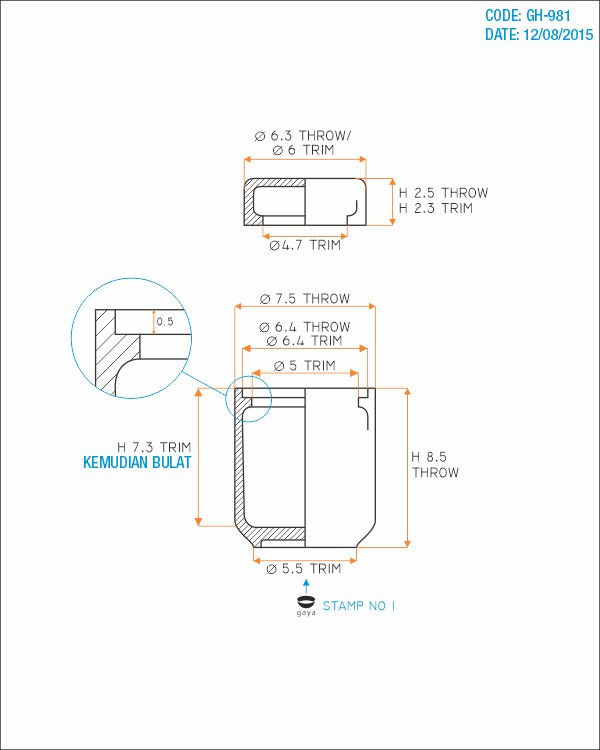 CODE: GH-981
DATE: 12/08/2015
Ø 6.3 THROW/
Ø 6 TRIM
H 2.5 THROW
H 2.3 TRIM
Ø4.7 TRIM
Ø 7.5 THROW
Ø 6.4 THROW
Ø 6.4 TRIM
0.5
Ø 5 TRIM
H 7.3 TRIM
KEMUDIAN BULAT
H 8.5
THROW
Ø 5.5 TRIM
gaya
STAMP NO I